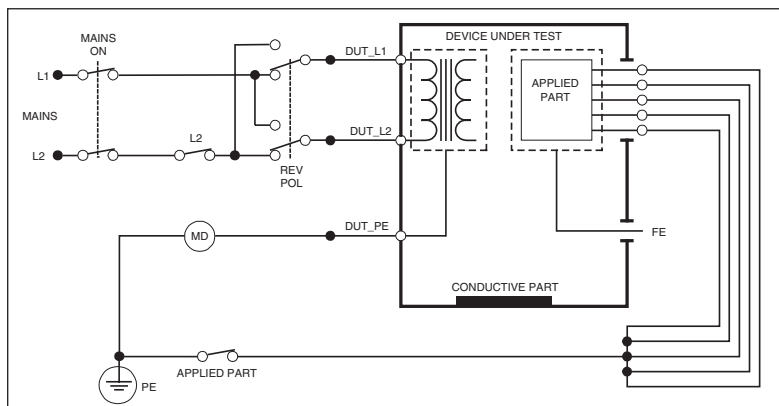 MAINS
ON
DUT_L1
DEVICE UNDER TEST
L1
APPLIED
PART
MAINS
L2
DUT_L2
L2
REV
POL
MD
DUT_PE
FE
CONDUCTIVE PART
APPLIED PART
PE